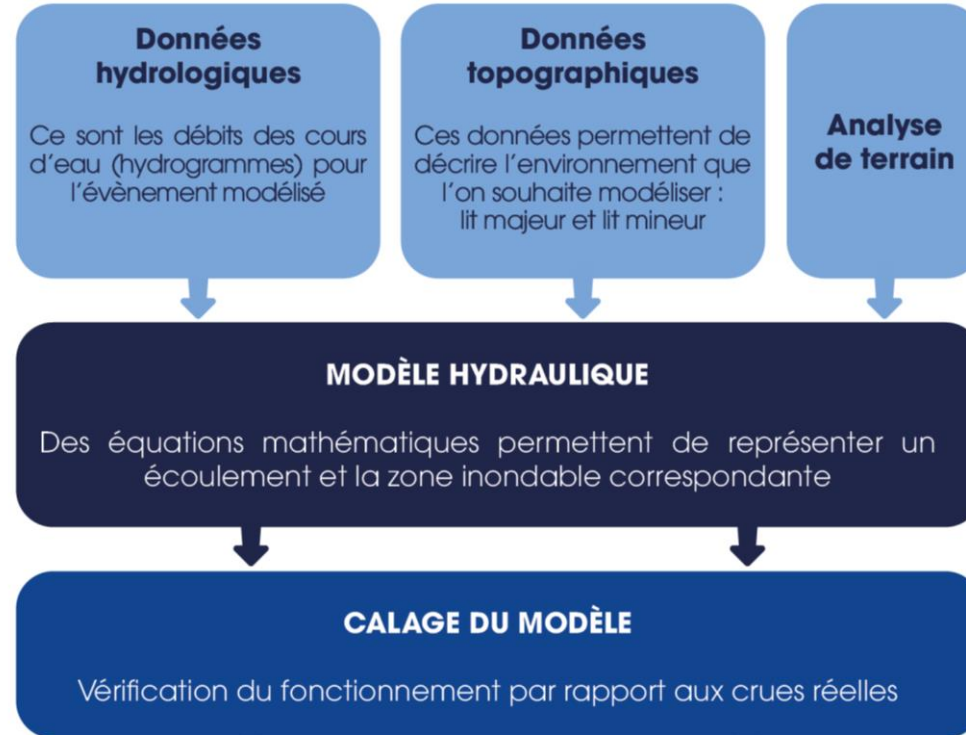 Données
hydrologiques
Ce sont les débits des cours
d'eau (hydrogrammes) pour
l'évènement modélisé
Données
topographiques
Ces données permettent de
décrire l'environnement que
l'on souhaite modéliser :
lit majeur et lit mineur
Analyse
de terrain
MODÈLE HYDRAULIQUE
Des équations mathématiques permettent de représenter un
écoulement et la zone inondable correspondante
CALAGE DU MODÈLE
Vérification du fonctionnement par rapport aux crues réelles